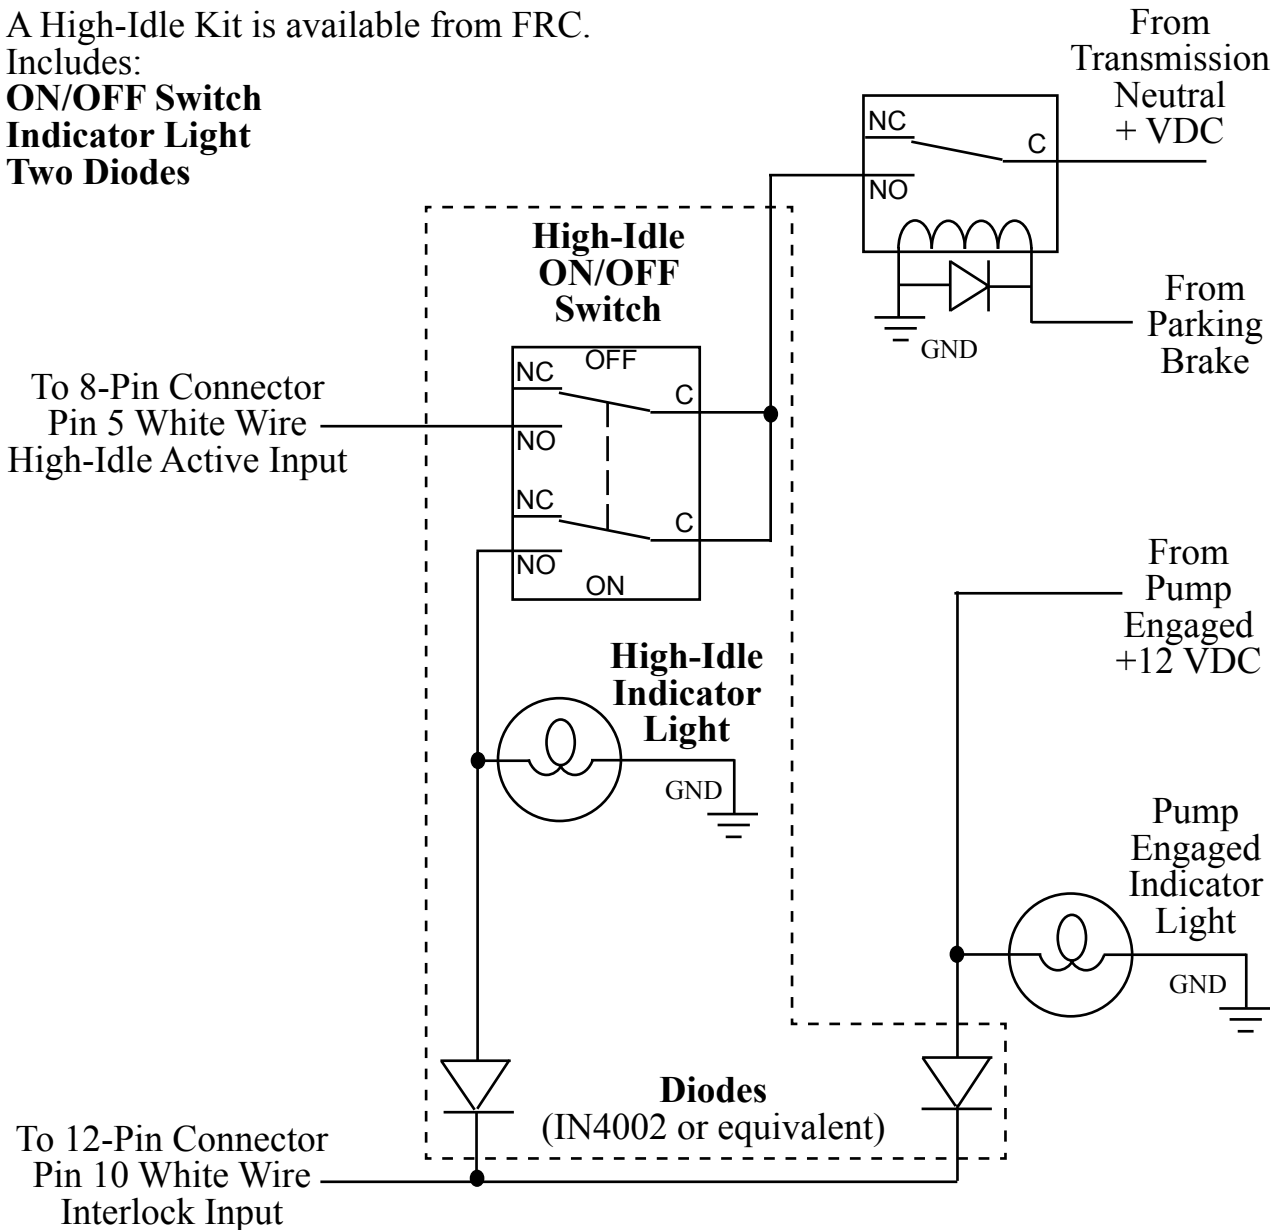 A High-Idle Kit is available from FRC.
Includes:
ON/OFF Switch
Indicator Light
Two Diodes
From
Transmission
Neutral
+ VDC
NC
C
NO
GND
From
Parking
Brake
High-Idle
ON/OFF
Switch
OFF
NC
C
NO
NC
C
NO
ON
To 8-Pin Connector
Pin 5 White Wire
High-Idle Active Input
From
Pump
Engaged
+12 VDC
High-Idle
Indicator
Light
GND
Pump
Engaged
Indicator
Light
GND
Diodes
(IN4002 or equivalent)
To 12-Pin Connector
Pin 10 White Wire
Interlock Input